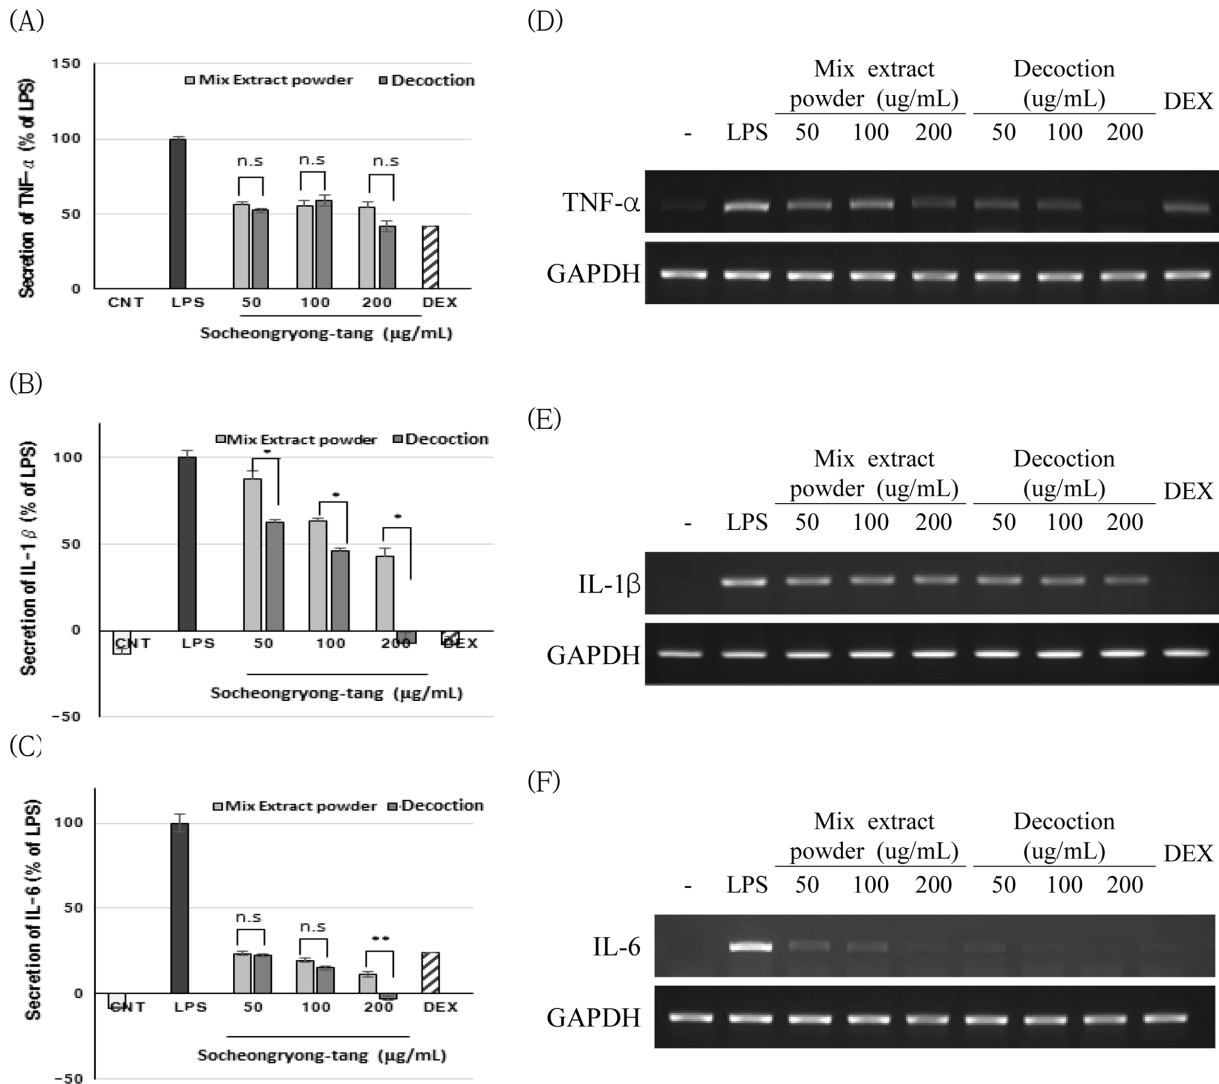 (A)
150
Mix Extract powder Decoction
100
n.s n.s n.s
50
0
CNT LPS 50 100 200 DEX
Socheongryong-tang (μg/mL)
Secretion of TNF-α (% of LPS)
(B)
Mix Extract powder Decoction
100
* * *
50
0
CNT LPS 50 100 200 DEX
Socheongryong-tang (μg/mL)
-50
Secretion of IL-1β (% of LPS)
(C)
Mix Extract powder Decoction
100
50
n.s n.s **
0
CNT LPS 50 100 200 DEX
Socheongryong-tang (μg/mL)
-50
Secretion of IL-6 (% of LPS)
(D)
Mix extract Decoction
powder (ug/mL) (ug/mL) DEX
- LPS 50 100 200 50 100 200
TNF-α
GAPDH
(E)
Mix extract Decoction
powder (ug/mL) (ug/mL) DEX
- LPS 50 100 200 50 100 200
IL-1β
GAPDH
(F)
Mix extract Decoction
powder (ug/mL) (ug/mL) DEX
- LPS 50 100 200 50 100 200
IL-6
GAPDH